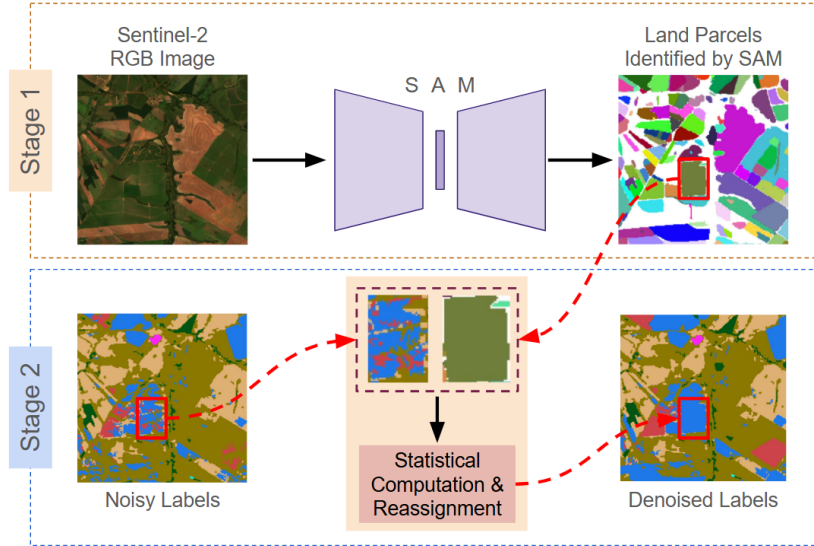 Stage 1
Sentinel-2
RGB Image
S A M
Land Parcels
Identified by SAM
Stage 2
Noisy Labels
Statistical
Computation &
Reassignment
Denoised Labels